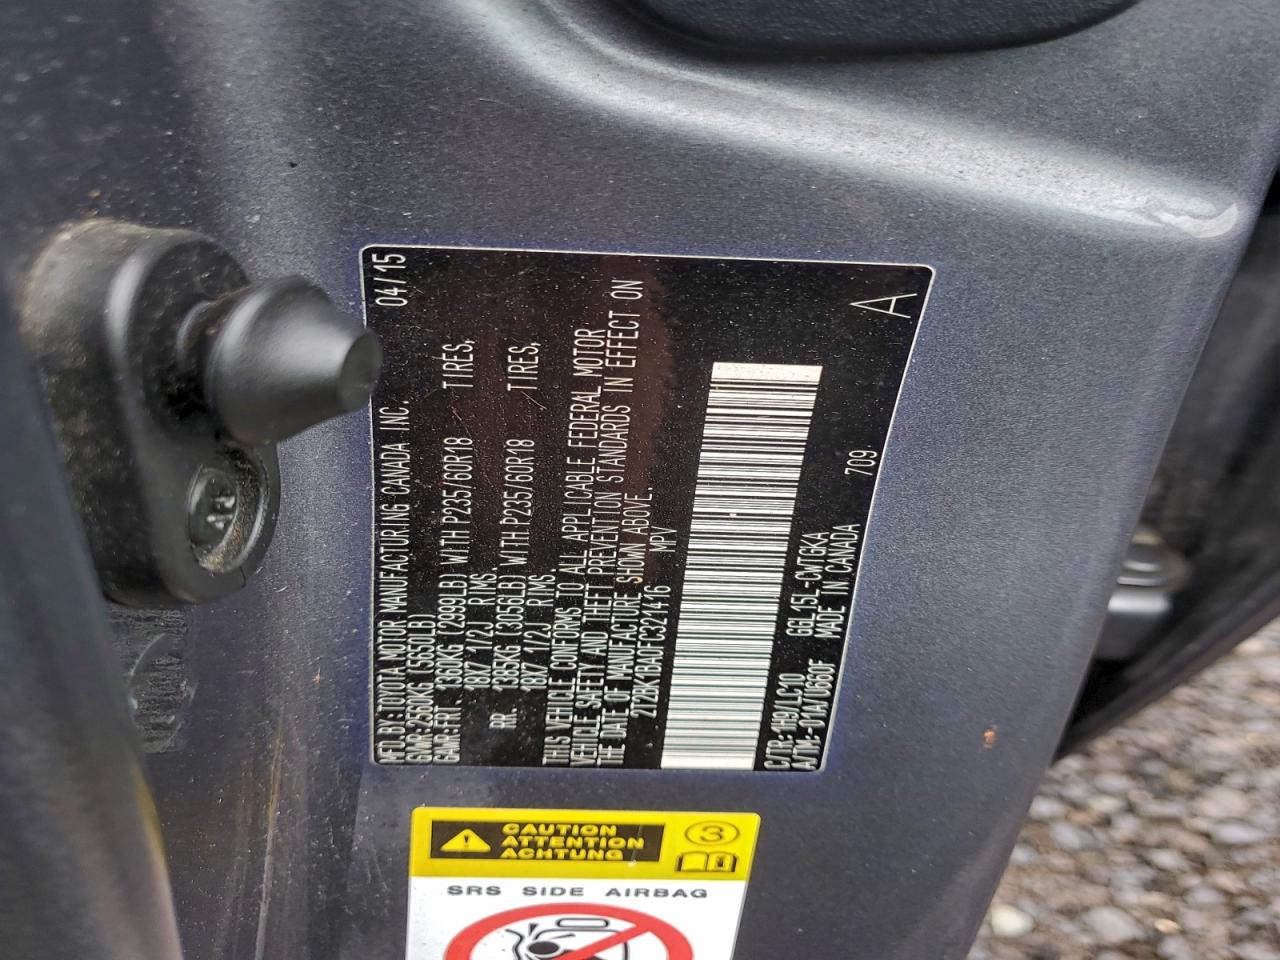 MFD BY: TOYOTA MOTOR MANUFACTURING CANADA INC. 04/15
GVWR: 2520KG (5550LB)
GAWR: FRT 1360KG (2999LB) WITH P235/60R18 TIRES,
18X7 1/2J RIMS
RR. 1385KG (3056LB) WITH P235/60R18 TIRES,
18X7 1/2J RIMS
THIS VEHICLE CONFORMS TO ALL APPLICABLE FEDERAL MOTOR
VEHICLE SAFETY AND THEFT PREVENTION STANDARDS IN EFFECT ON
THE DATE OF MANUFACTURE SHOWN ABOVE.
2T2BK1BA0FC321416 MPV
A
C/TR: 1H9/LC10 GGL15L-CWTGKA 709
A/TM: -01A/U660F MADE IN CANADA
CAUTION
ATTENTION
ACHTUNG
3
SRS SIDE AIRBAG